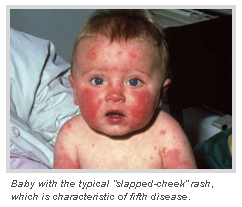 Baby with the typical "slapped-cheek" rash,
which is characteristic of fifth disease.